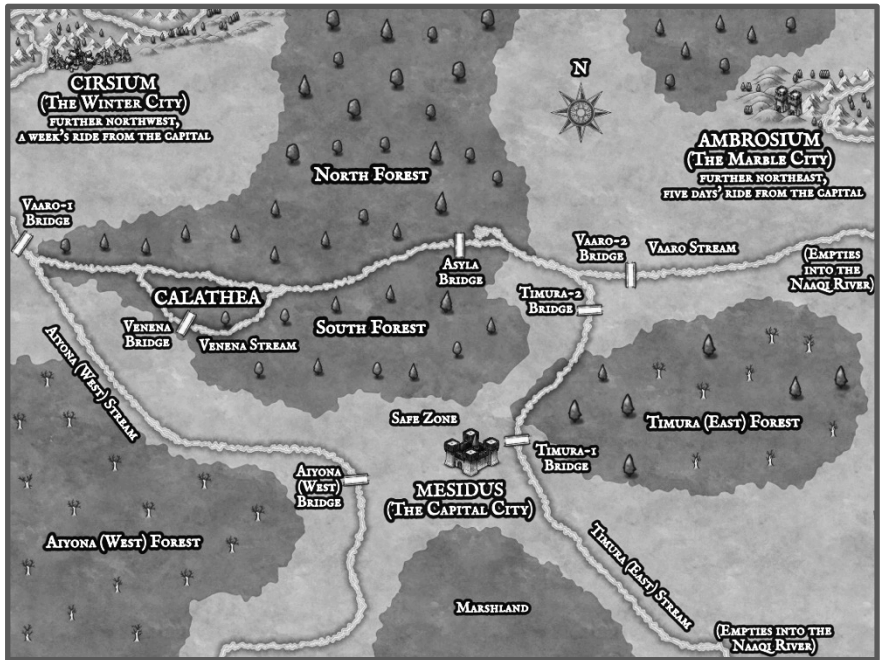 CIRSIUM
(THE WINTER CITY)
FURTHER NORTHWEST,
A WEEK'S RIDE FROM THE CAPITAL
N
AMBROSIUM
(THE MARBLE CITY)
FURTHER NORTHEAST,
FIVE DAYS' RIDE FROM THE CAPITAL
NORTH FOREST
VAARO-1
BRIDGE
VAARO-2
BRIDGE
VAARO STREAM
(EMPTIES
INTO THE
NAAQI RIVER)
ASYLA
BRIDGE
CALATHEA
TIMURA-2
BRIDGE
VENENA
BRIDGE
VENENA STREAM
SOUTH FOREST
AIYONA (WEST) STREAM
SAFE ZONE
TIMURA (EAST) FOREST
TIMURA-1
BRIDGE
AIYONA
(WEST)
BRIDGE
MESIDUS
(THE CAPITAL CITY)
AIYONA (WEST) FOREST
TIMURA (EAST) STREAM
MARSHLAND
(EMPTIES INTO THE
NAAQI RIVER)